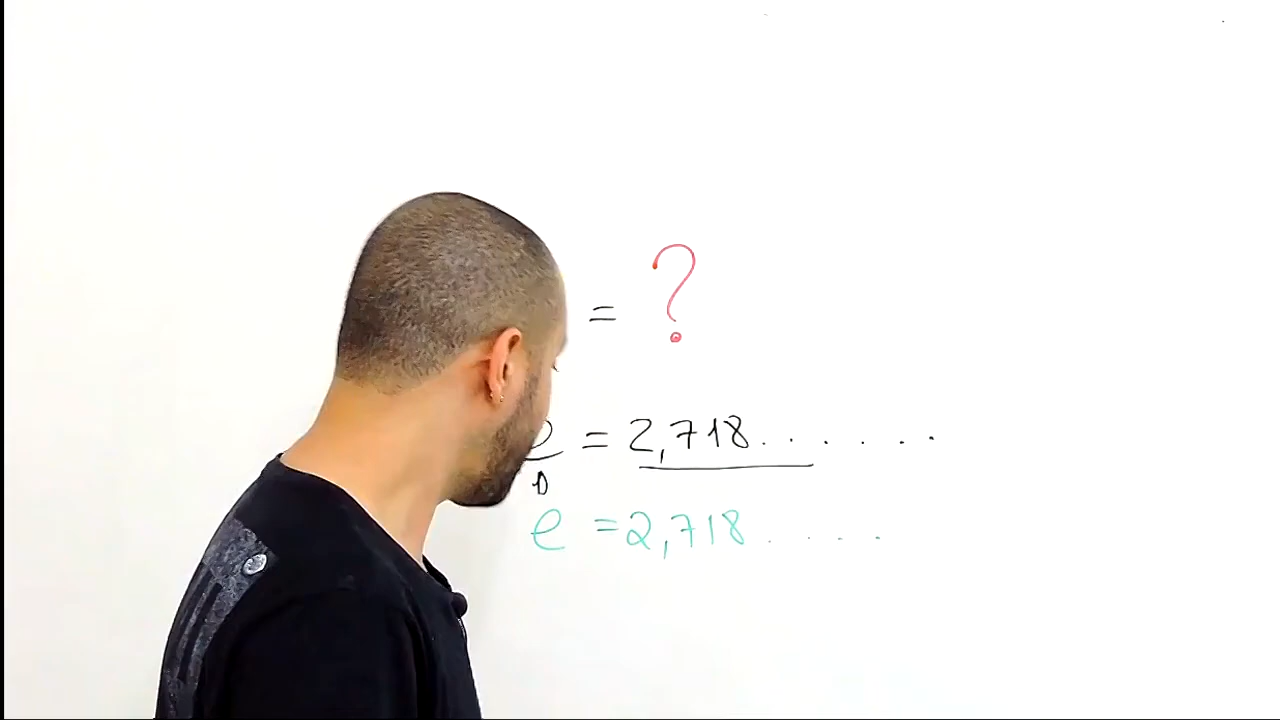 = ?
= 2,718.......
e = 2,718.....